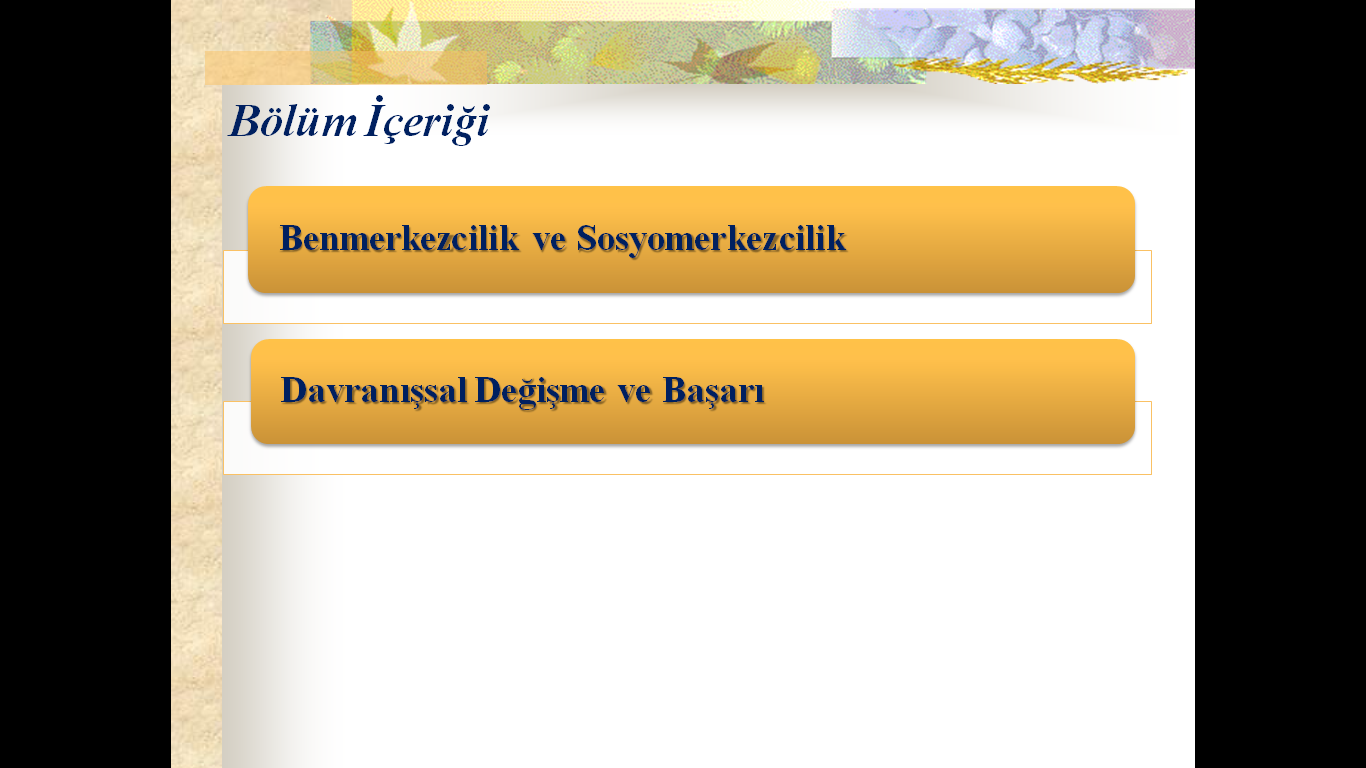 Bölüm İçeriği
Benmerkezcilik ve Sosyomerkezcilik
Davranışsal Değişme ve Başarı